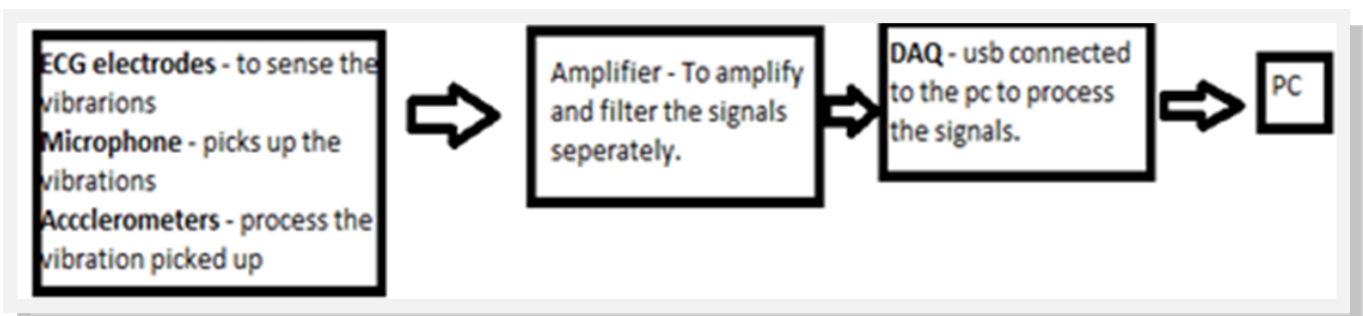 ECG electrodes - to sense the
vibrarions
Microphone - picks up the
vibrations
Accclerometers - process the
vibration picked up
Amplifier - To amplify
and filter the signals
seperately.
DAQ - usb connected
to the pc to process
the signals.
PC